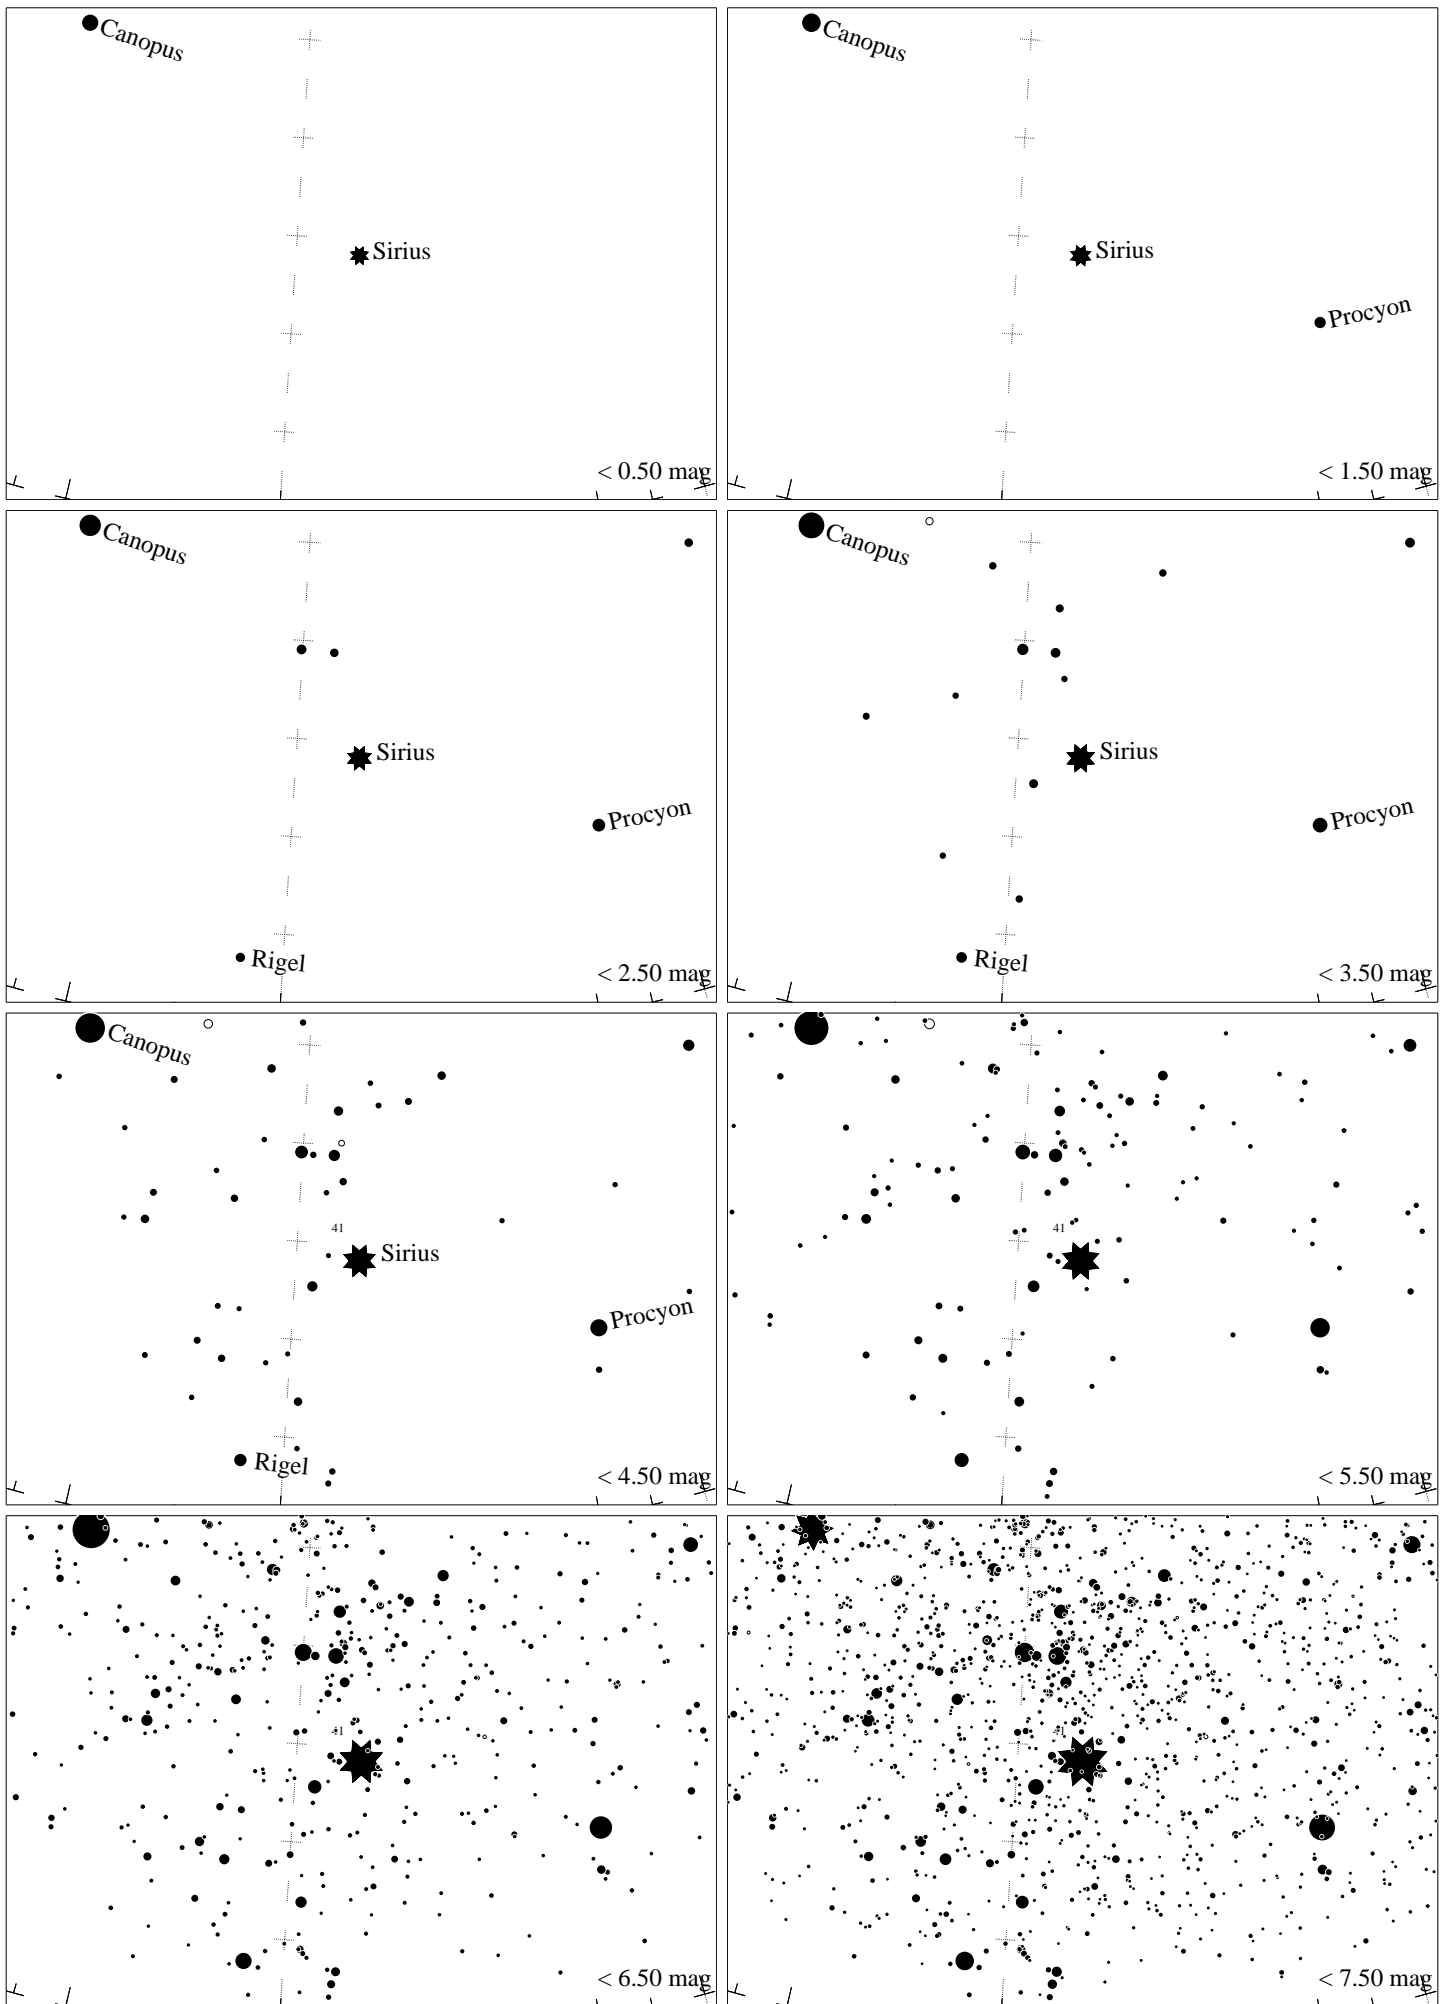 Canopus
Sirius
< 0.50 mag
Canopus
Sirius
Procyon
< 1.50 mag
Canopus
Sirius
Procyon
Rigel
< 2.50 mag
Canopus
Sirius
Procyon
Rigel
< 3.50 mag
Canopus
41
Sirius
Procyon
Rigel
< 4.50 mag
41
< 5.50 mag
41
< 6.50 mag
41
< 7.50 mag